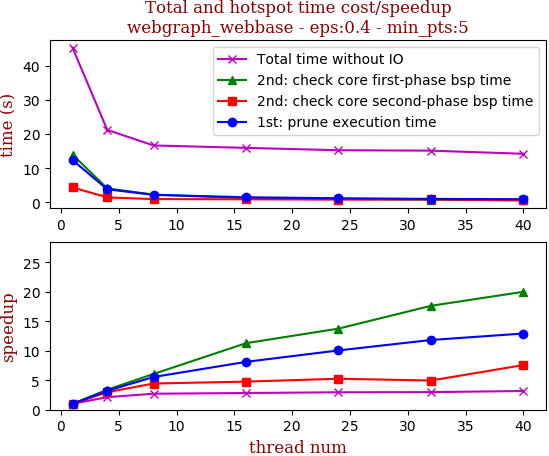 Total and hotspot time cost/speedup
webgraph_webbase - eps:0.4 - min_pts:5
time (s)
40
30
20
10
0
Total time without IO
2nd: check core first-phase bsp time
2nd: check core second-phase bsp time
1st: prune execution time
0 5 10 15 20 25 30 35 40
speedup
25
20
15
10
5
0
0 5 10 15 20 25 30 35 40
thread num